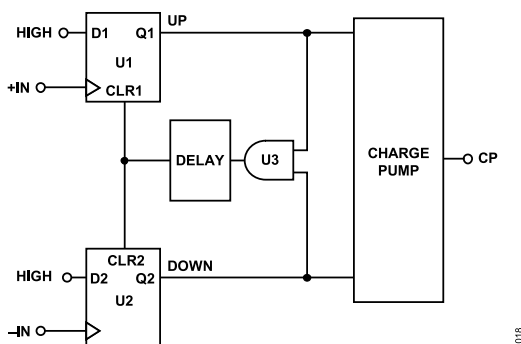 UP
HIGH D1 Q1
U1
+IN CLR1
DELAY U3 CHARGE PUMP CP
CLR2 DOWN
HIGH D2 Q2
U2
–IN
018